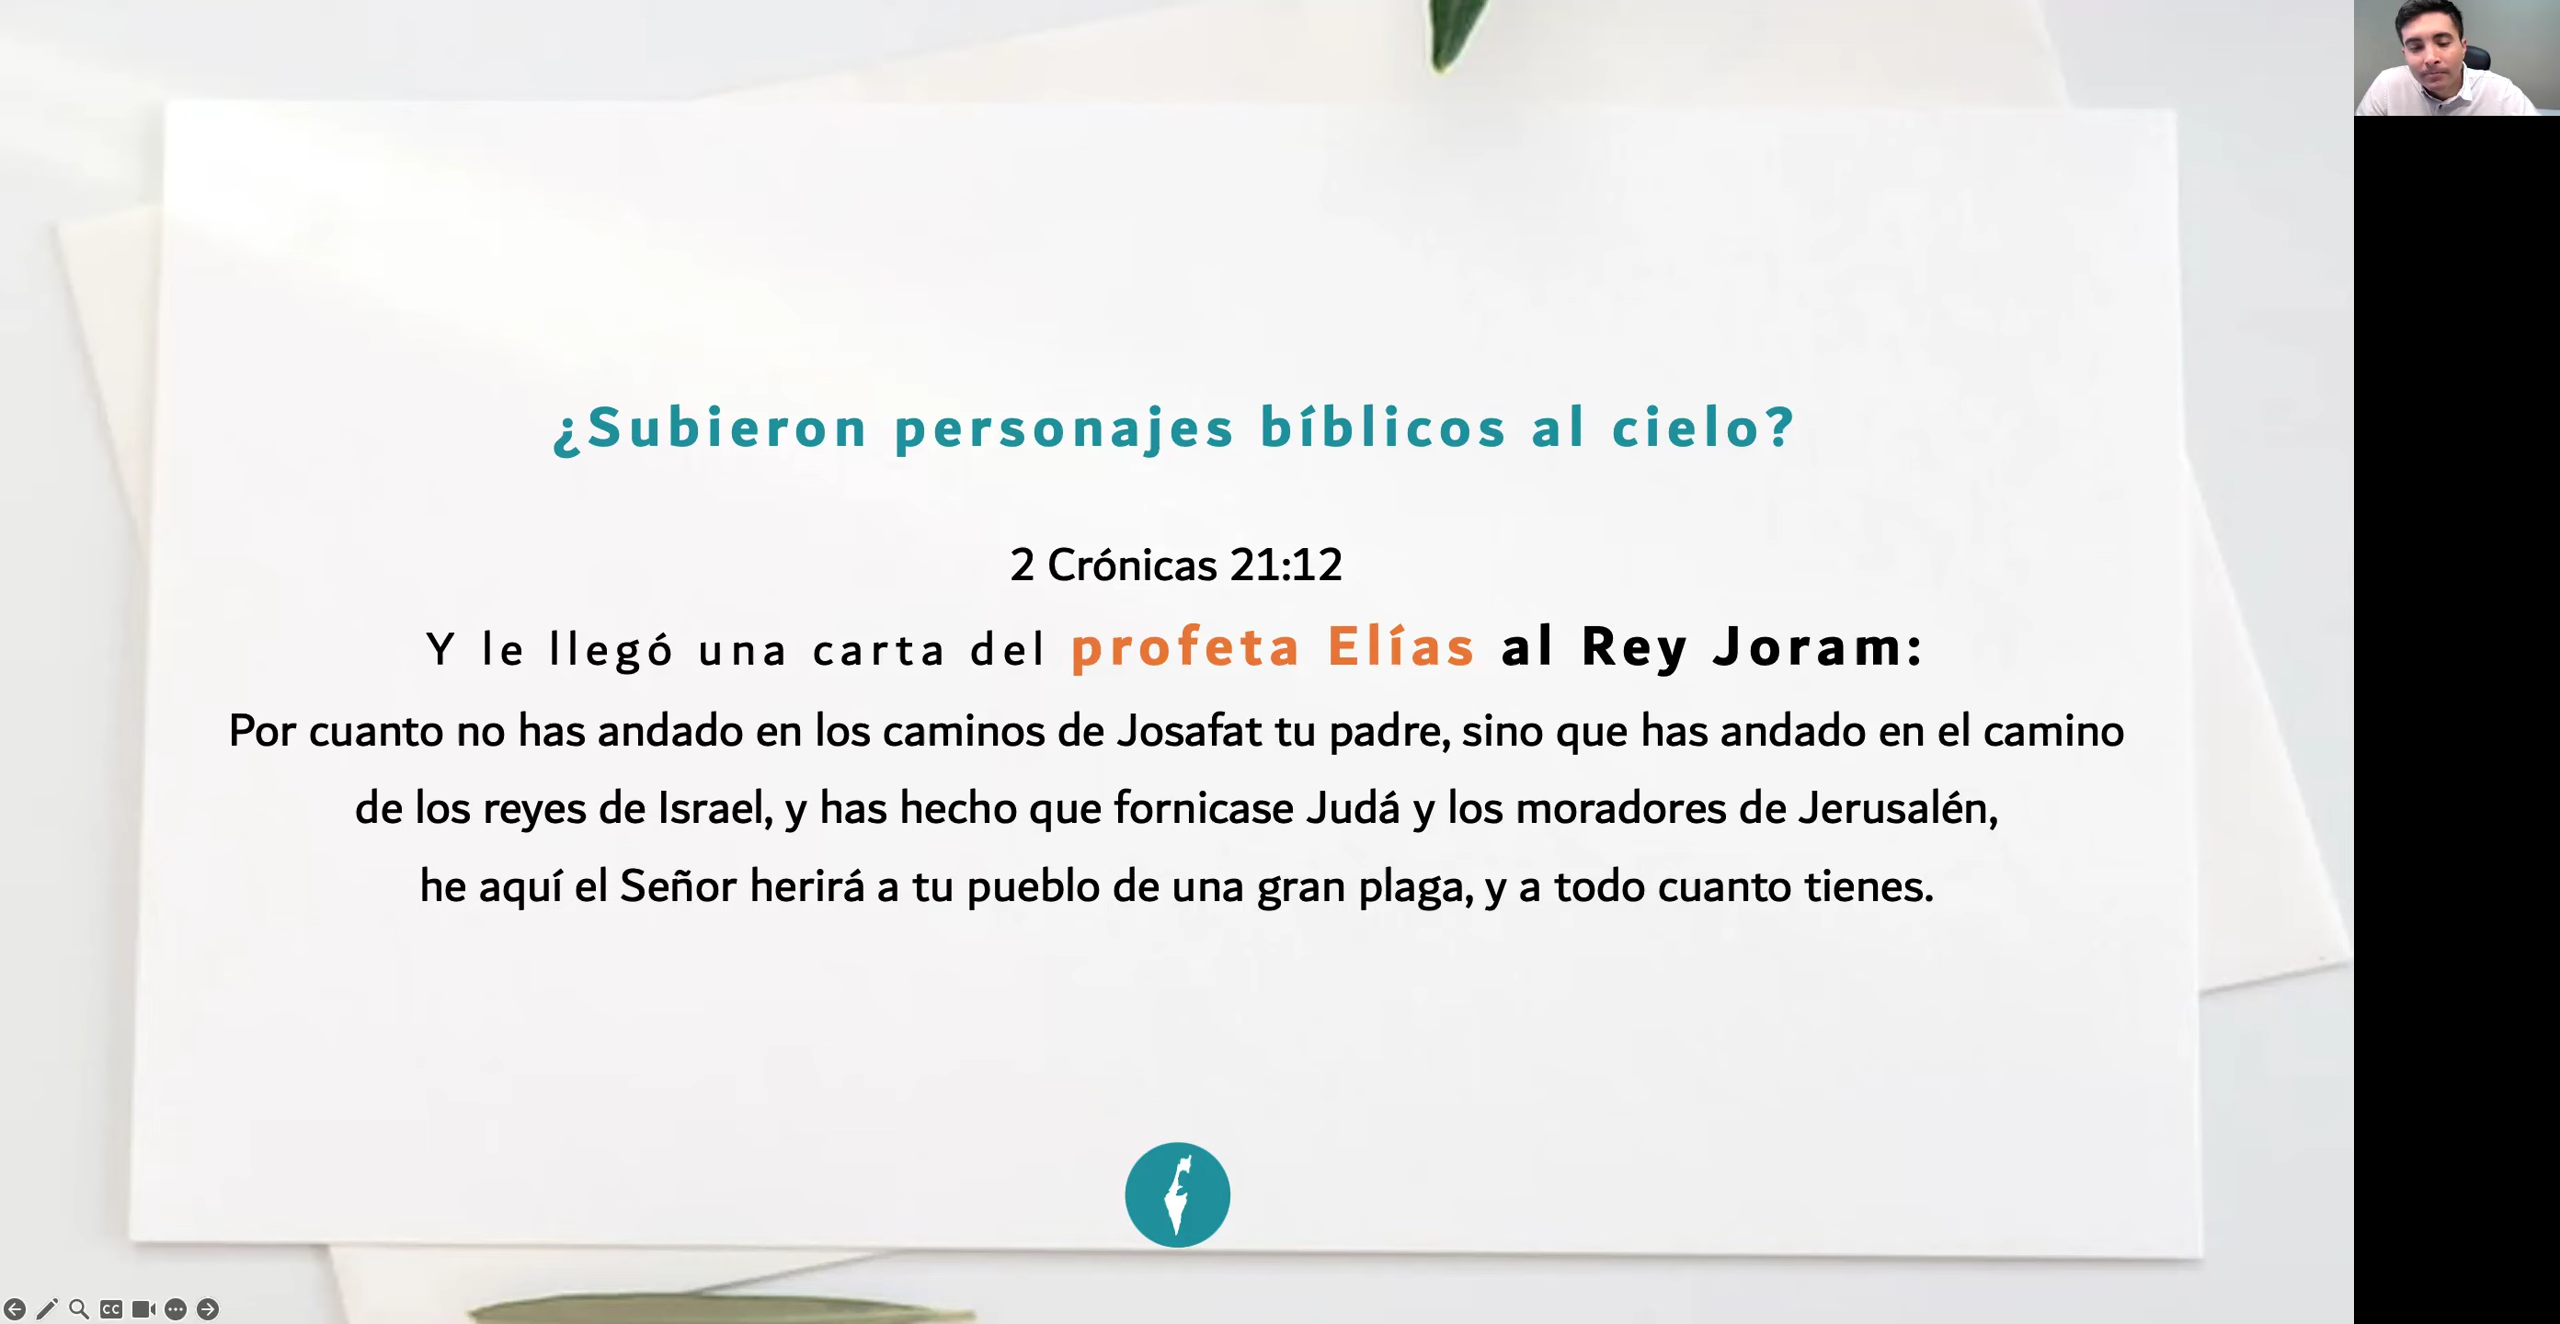 ¿Subieron personajes bíblicos al cielo?
2 Crónicas 21:12
Y le llegó una carta del profeta Elías al Rey Joram:
Por cuanto no has andado en los caminos de Josafat tu padre, sino que has andado en el camino
de los reyes de Israel, y has hecho que fornicase Judá y los moradores de Jerusalén,
he aquí el Señor herirá a tu pueblo de una gran plaga, y a todo cuanto tienes.
CC